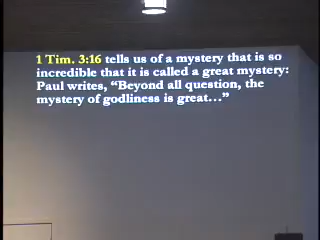 1 Tim. 3:16 tells us of a mystery that is so
incredible that it is called a great mystery:
Paul writes, “Beyond all question, the
mystery of godliness is great…”